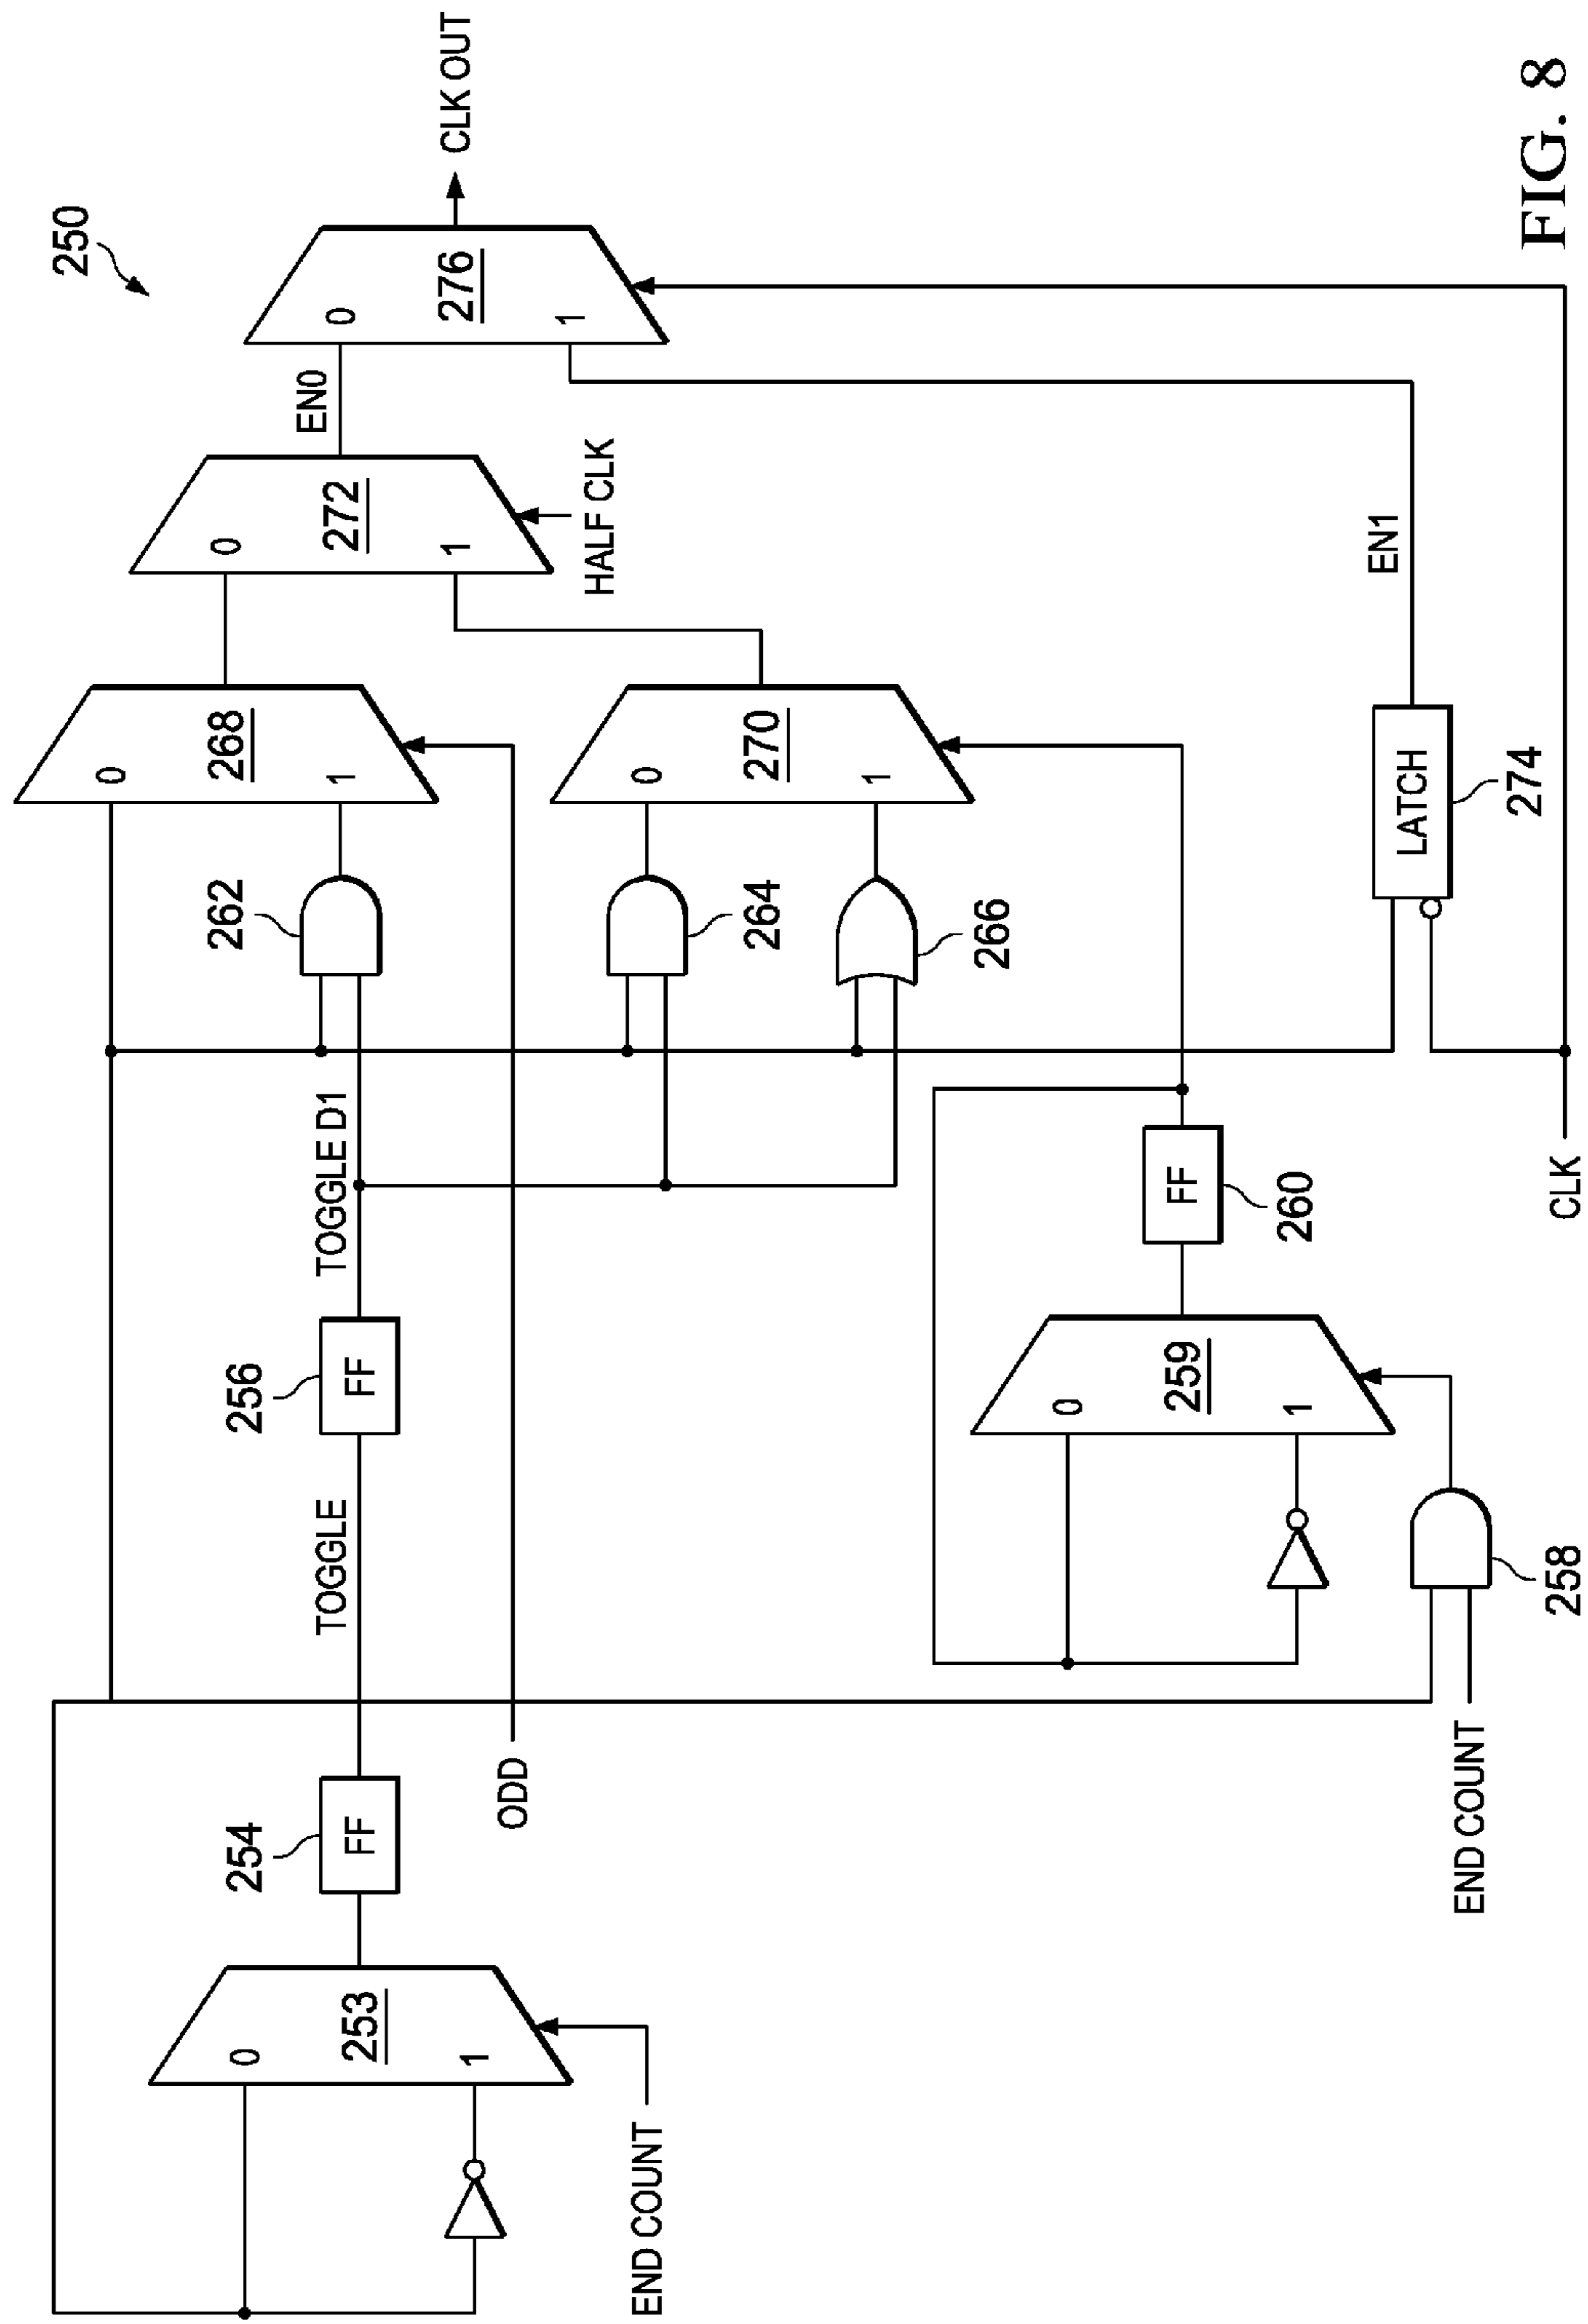 250
253
0
1
END COUNT
254
FF
TOGGLE
256
FF
TOGGLE D1
ODD
262
264
266
268
0
1
270
0
1
272
0
1
HALF CLK
EN0
276
0
1
CLK OUT
END COUNT
258
259
0
1
260
FF
CLK
LATCH
274
EN1
FIG. 8